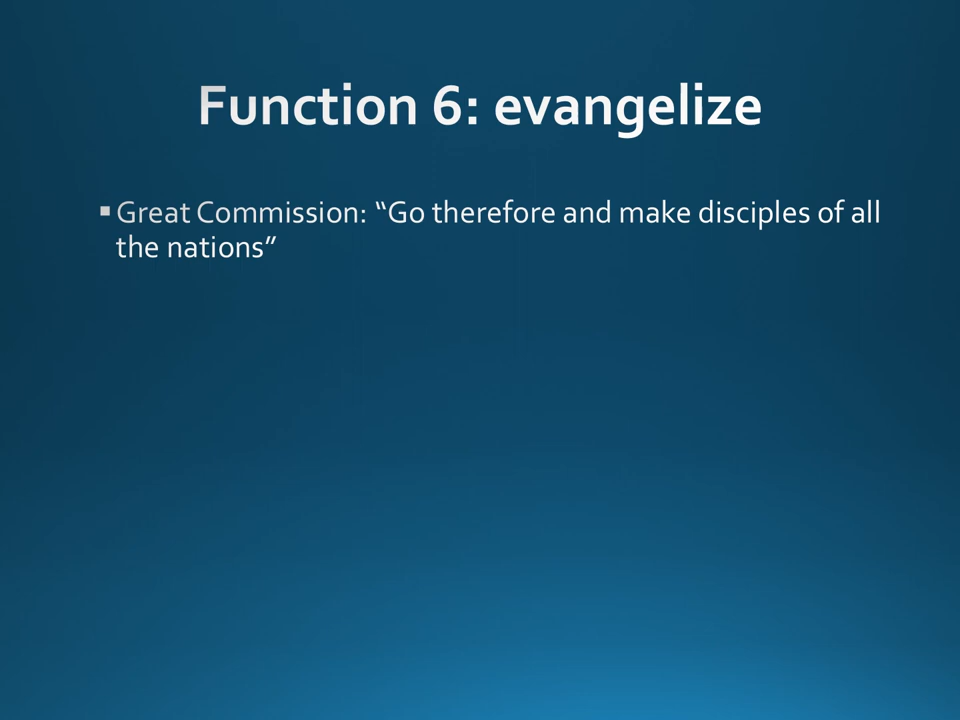 Function 6: evangelize
▪Great Commission: “Go therefore and make disciples of all
the nations”